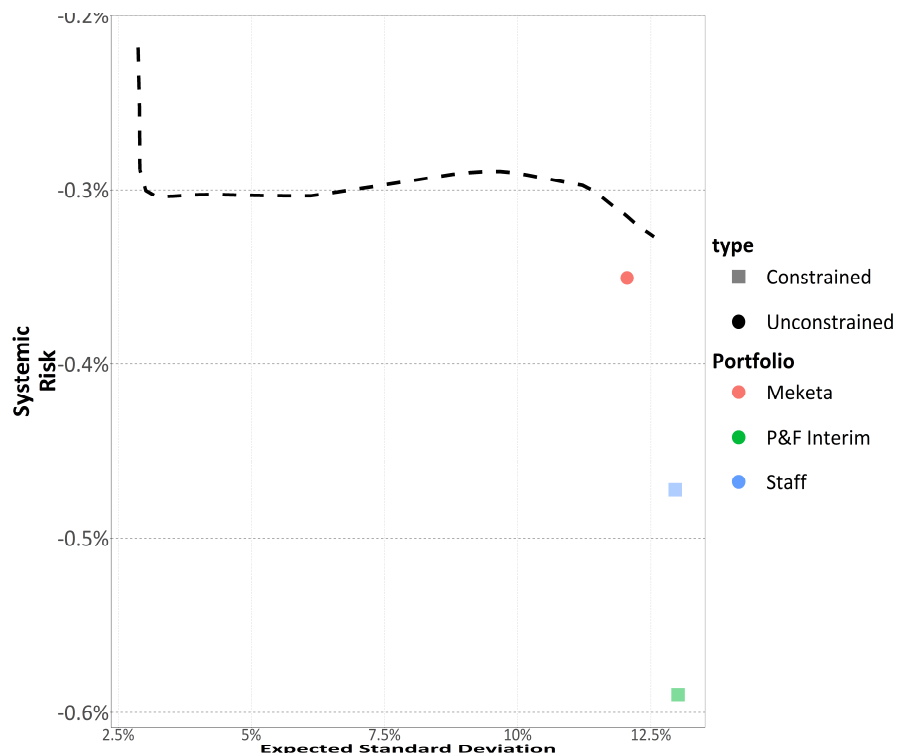 -0.2%
-0.3%
-0.4%
-0.5%
-0.6%
Systemic
Risk
2.5%
5%
7.5%
10%
12.5%
Expected Standard Deviation
type
Constrained
Unconstrained
Portfolio
Meketa
P&F Interim
Staff